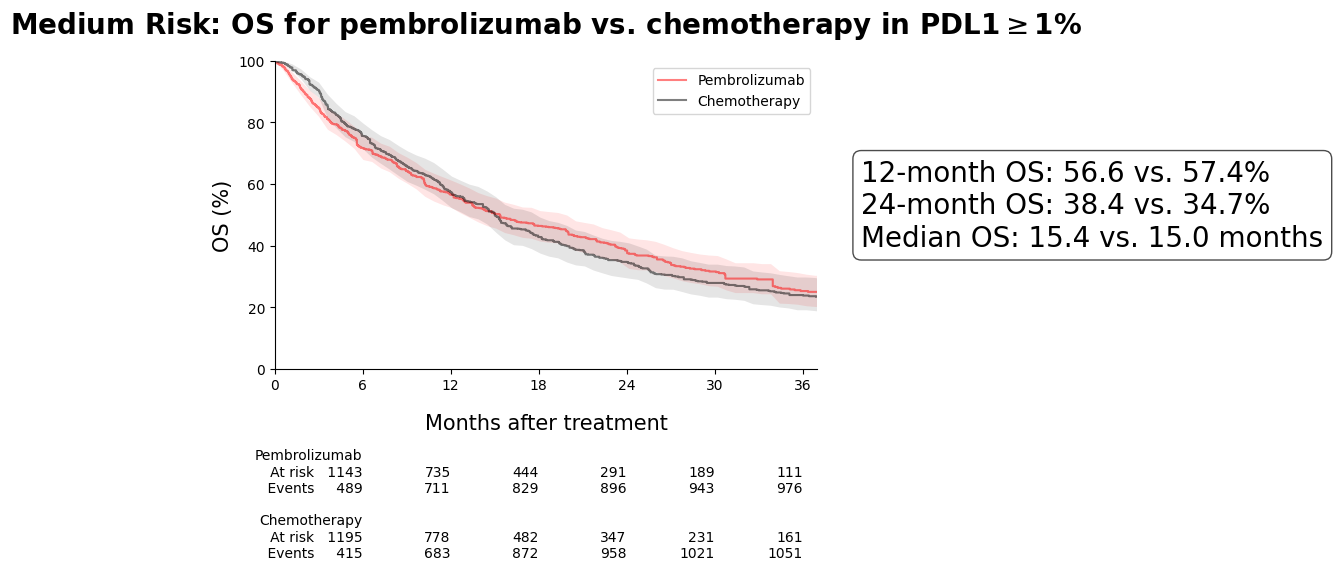 Medium Risk: OS for pembrolizumab vs. chemotherapy in PDL1 ≥ 1%
100
80
60
40
20
0
OS (%)
Pembrolizumab
Chemotherapy
12-month OS: 56.6 vs. 57.4%
24-month OS: 38.4 vs. 34.7%
Median OS: 15.4 vs. 15.0 months
0 6 12 18 24 30 36
Months after treatment
Pembrolizumab
At risk 1143 735 444 291 189 111
Events 489 711 829 896 943 976
Chemotherapy
At risk 1195 778 482 347 231 161
Events 415 683 872 958 1021 1051